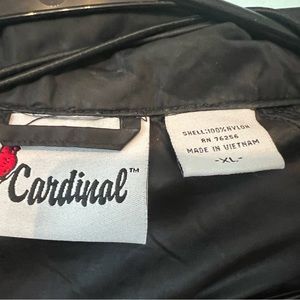 Cardinal™
SHELL:100%NYLON
RN 76256
MADE IN VIETNAM
-XL-